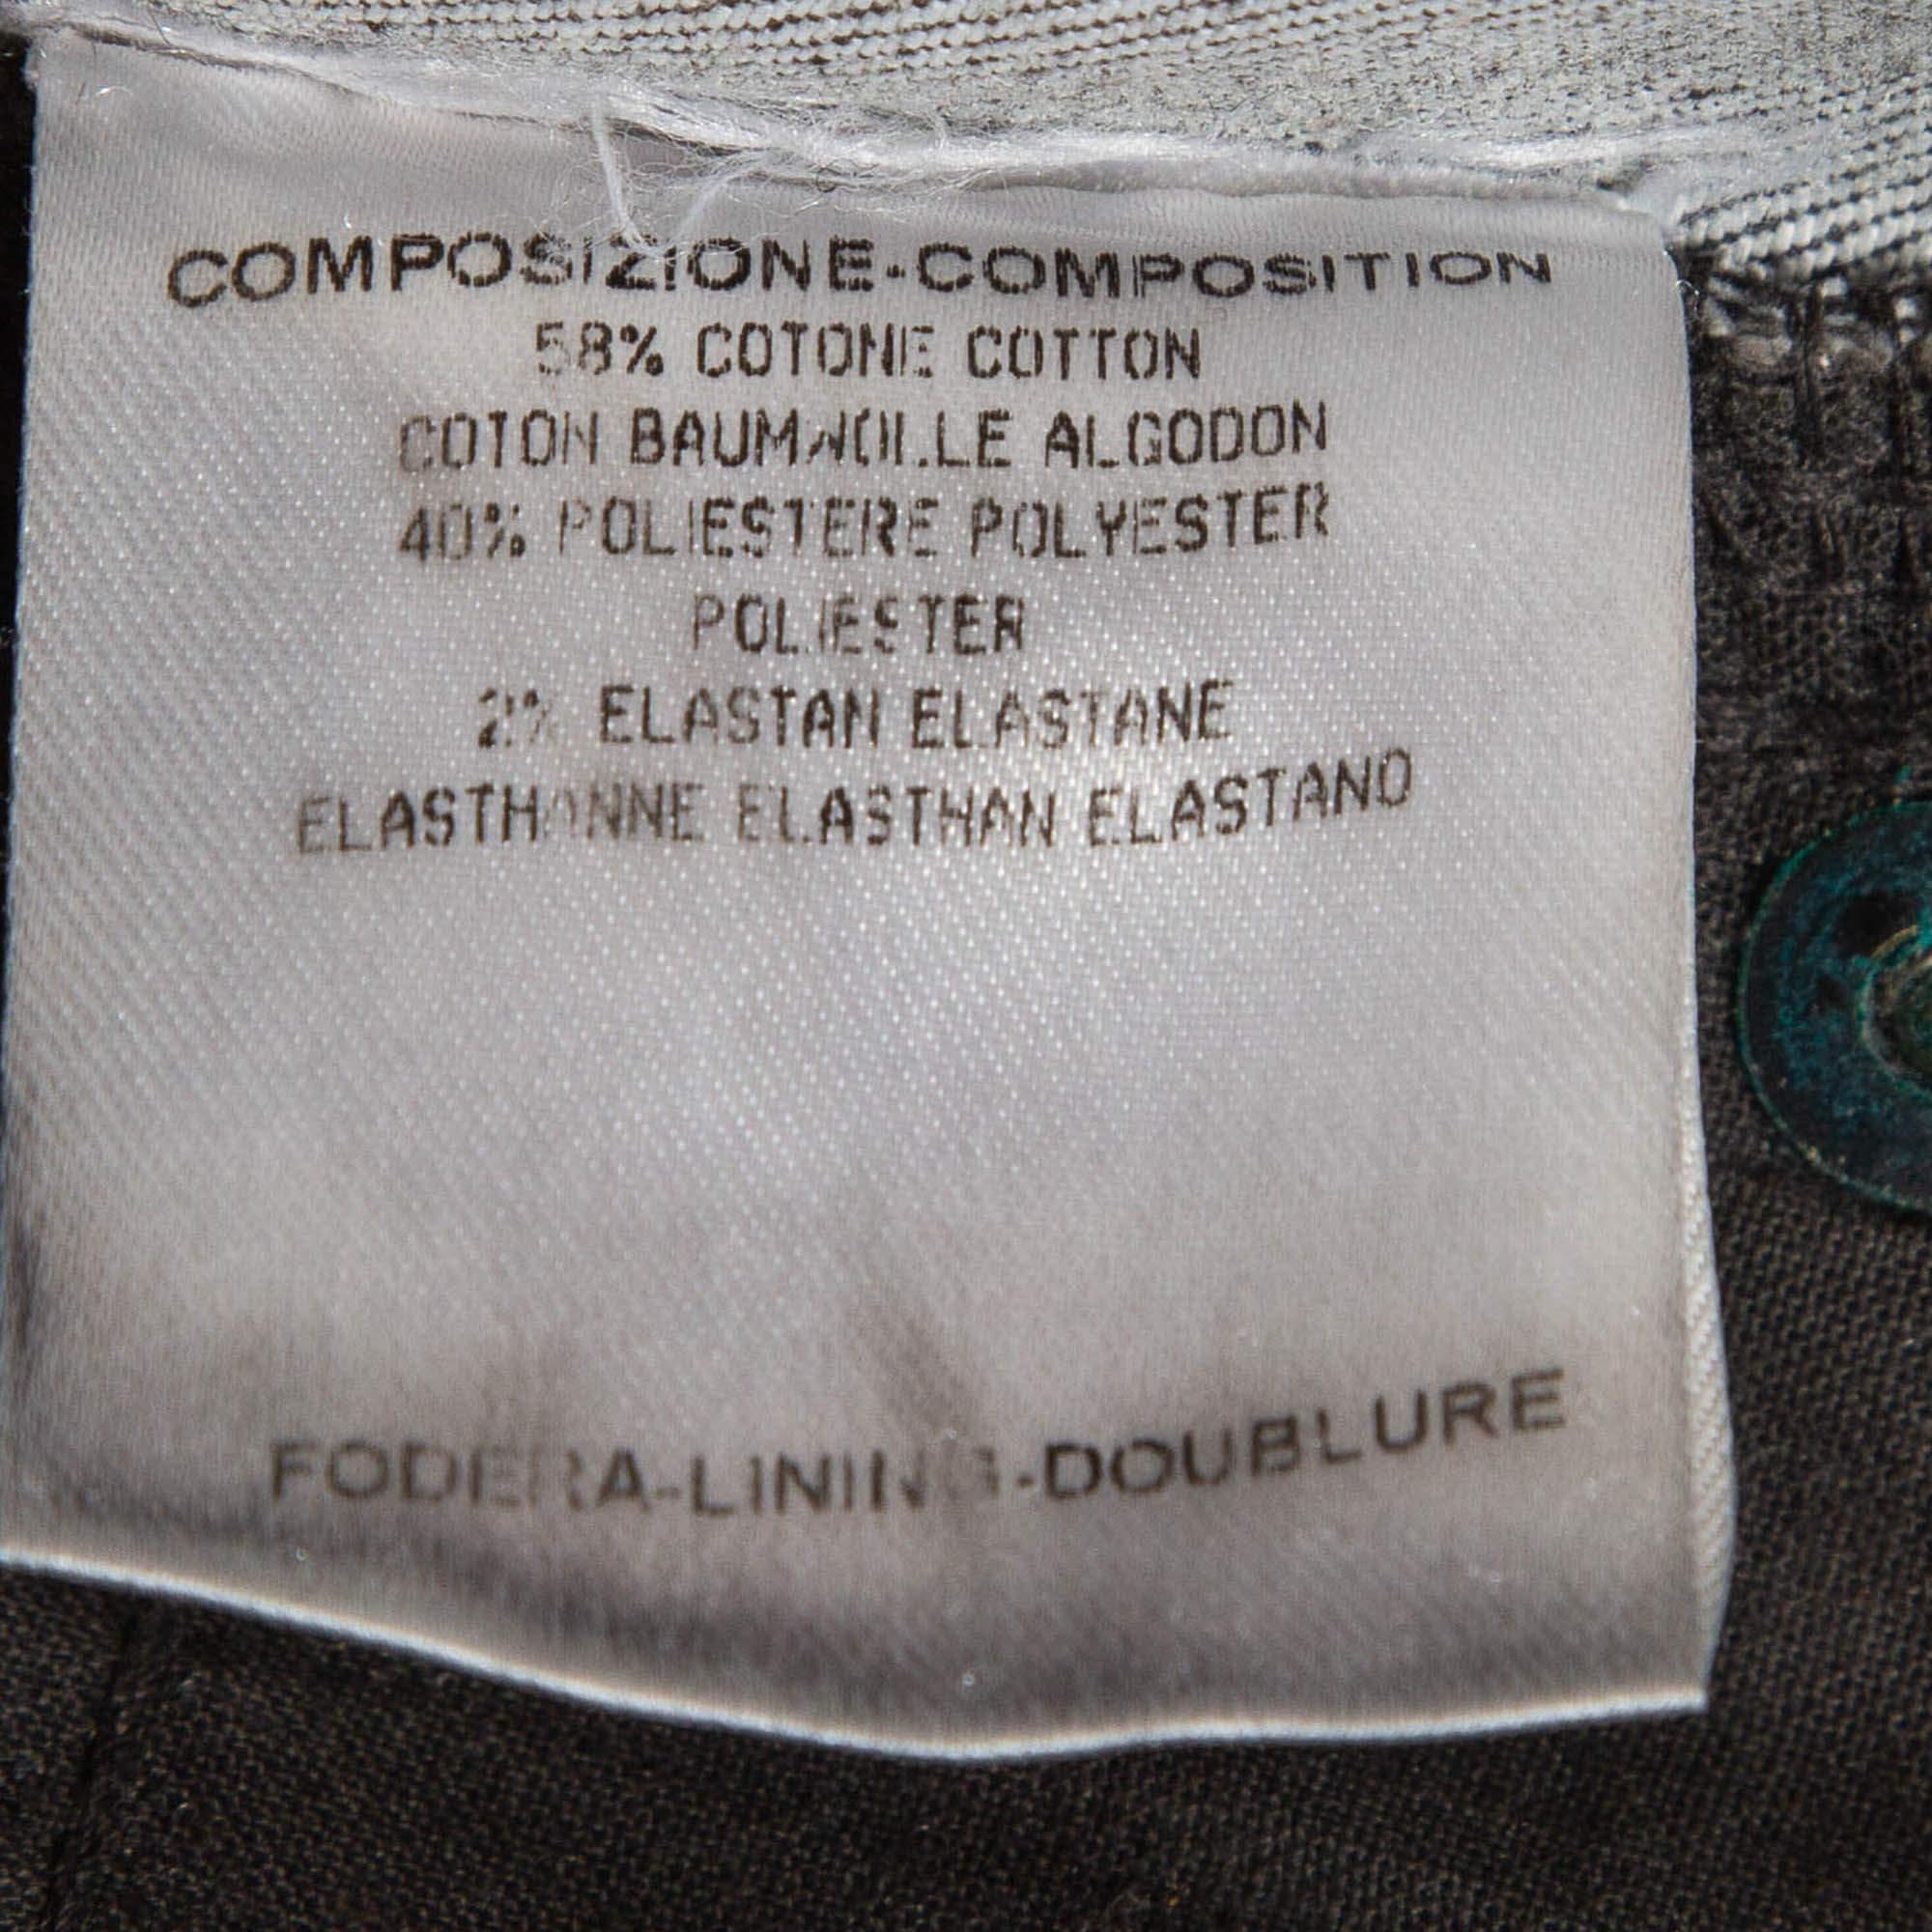 COMPOSIZIONE-COMPOSITION
58% COTONE COTTON
COTON BAUMWOLLE ALGODON
40% POLIESTERE POLYESTER
POLIESTER
2% ELASTAN ELASTANE
ELASTHANNE ELASTHAN ELASTANO
FODERA-LINING-DOUBLURE